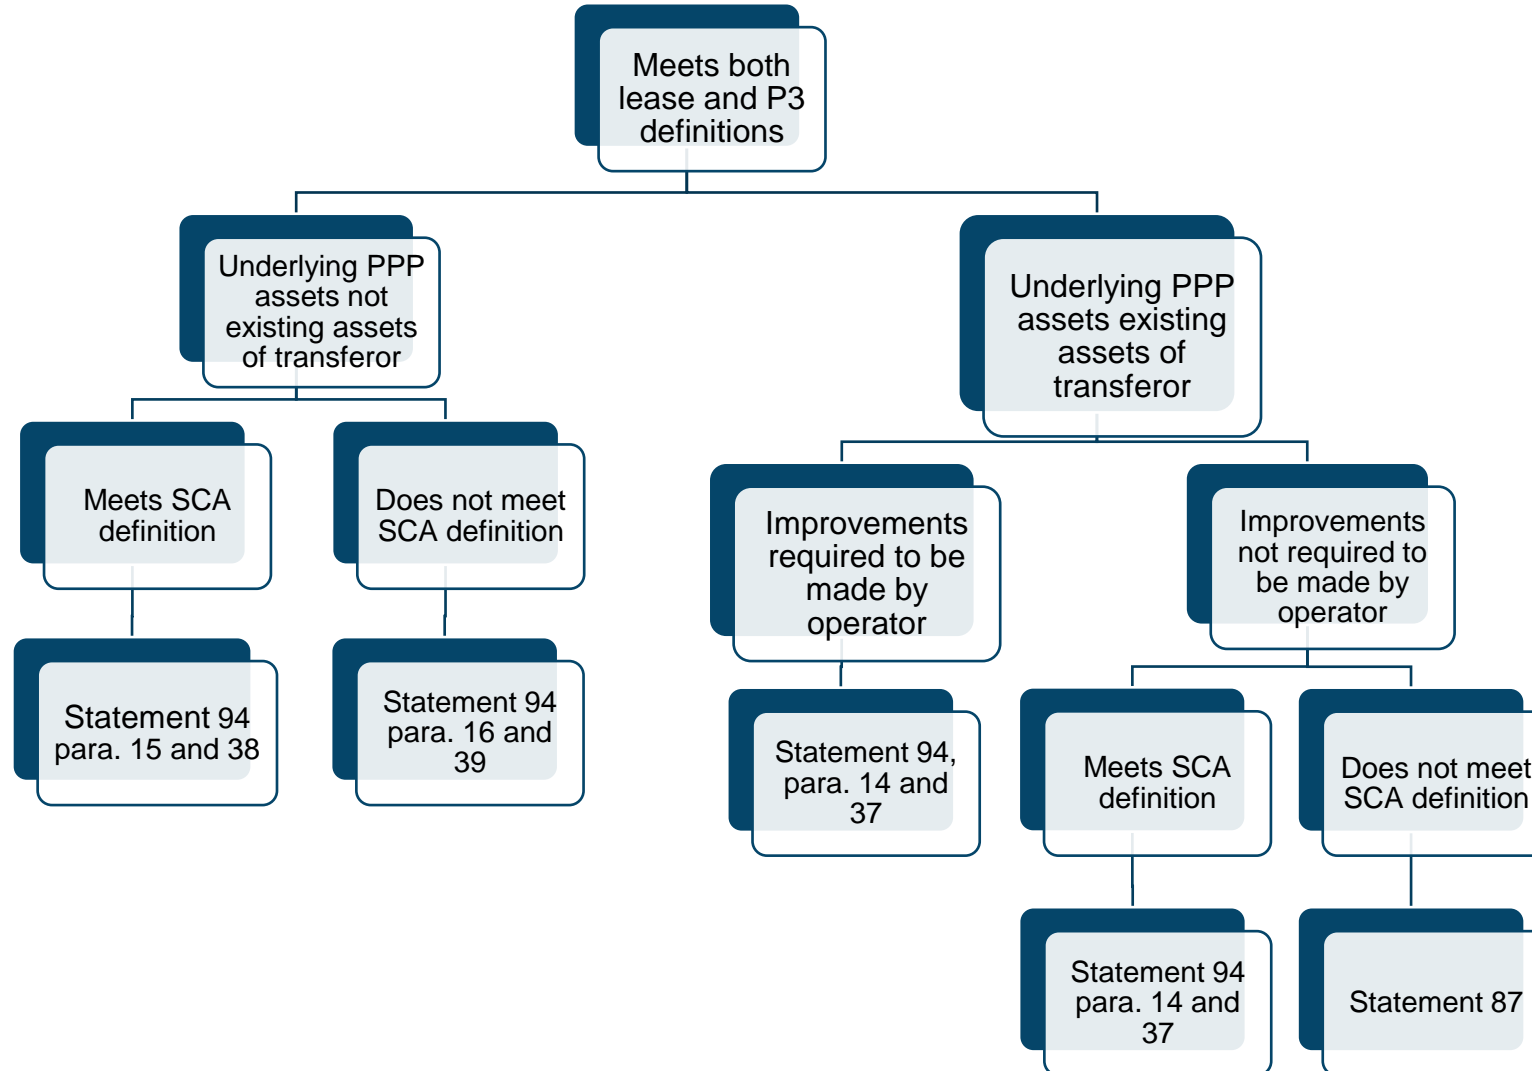 Meets both
lease and P3
definitions
Underlying PPP
assets not
existing assets
of transferor
Underlying PPP
assets existing
assets of
transferor
Meets SCA
definition
Does not meet
SCA definition
Improvements
required to be
made by
operator
Improvements
not required to
be made by
operator
Statement 94
para. 15 and 38
Statement 94
para. 16 and
39
Statement 94,
para. 14 and
37
Meets SCA
definition
Does not meet
SCA definition
Statement 94
para. 14 and
37
Statement 87